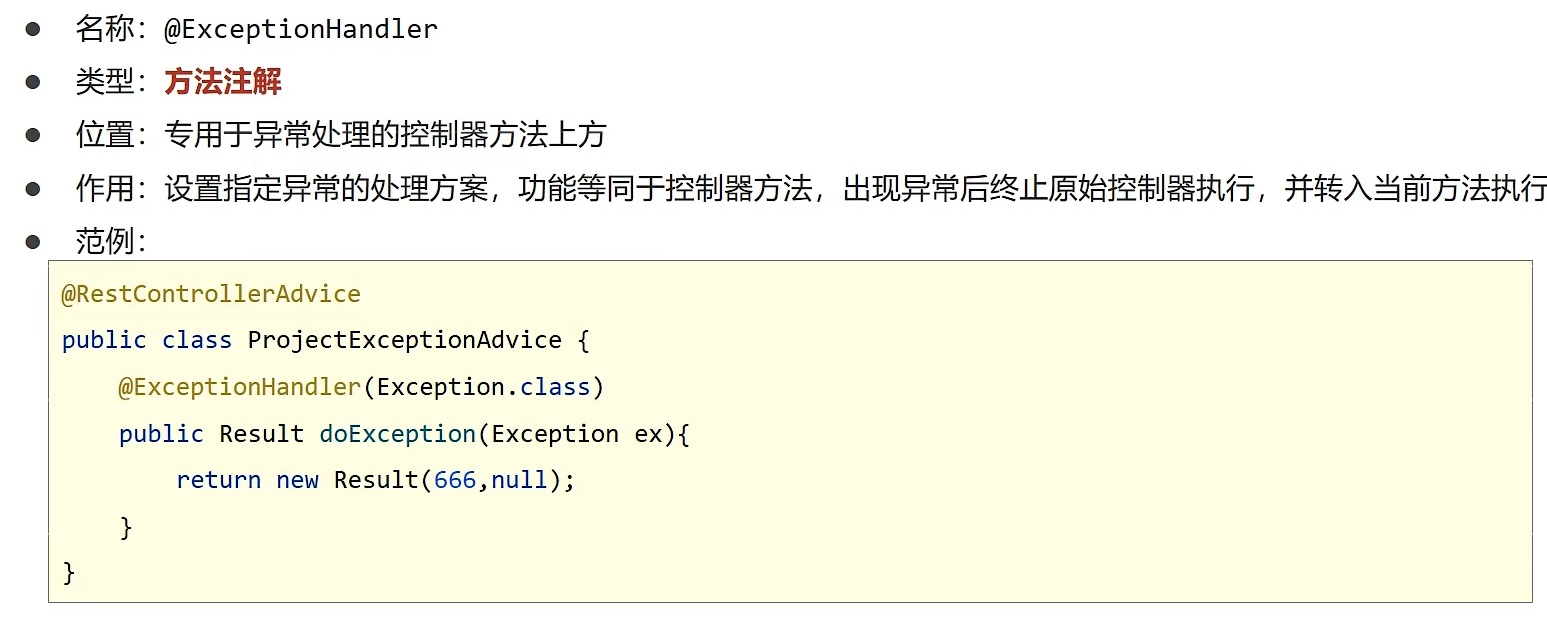 ● 名称：@ExceptionHandler
● 类型：方法注解
● 位置：专用于异常处理的控制器方法上方
● 作用：设置指定异常的处理方案，功能等同于控制器方法，出现异常后终止原始控制器执行，并转入当前方法执行
● 范例：
@RestControllerAdvice
public class ProjectExceptionAdvice {
    @ExceptionHandler(Exception.class)
    public Result doException(Exception ex){
        return new Result(666,null);
    }
}